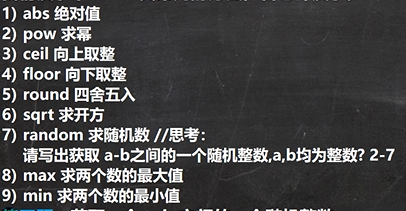 1) abs 绝对值
2) pow 求幂
3) ceil 向上取整
4) floor 向下取整
5) round 四舍五入
6) sqrt 求开方
7) random 求随机数 //思考：
请写出获取 a-b之间的一个随机整数,a,b均为整数? 2-7
8) max 求两个数的最大值
9) min 求两个数的最小值